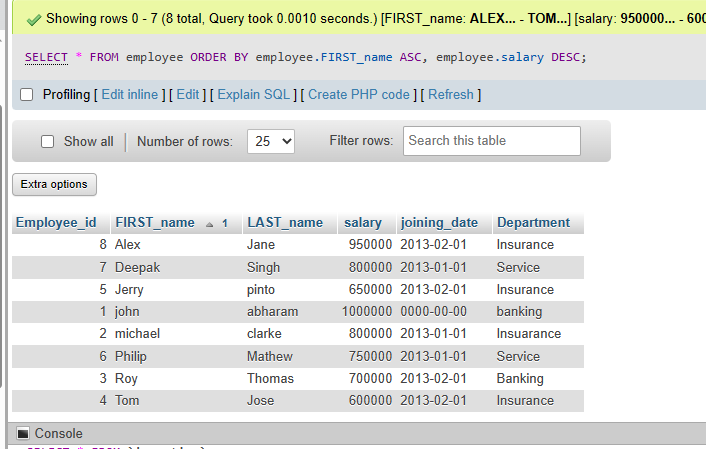 Showing rows 0 - 7 (8 total, Query took 0.0010 seconds.) [FIRST_name: ALEX... - TOM...] [salary: 950000... - 600
SELECT * FROM employee ORDER BY employee.FIRST_name ASC, employee.salary DESC;
Profiling [ Edit inline ] [ Edit ] [ Explain SQL ] [ Create PHP code ] [ Refresh ]
Show all Number of rows: 25 Filter rows: Search this table
Extra options
Employee_id FIRST_name 1 LAST_name salary joining_date Department
8 Alex Jane 950000 2013-02-01 Insurance
7 Deepak Singh 800000 2013-01-01 Service
5 Jerry pinto 650000 2013-02-01 Insurance
1 john abharam 1000000 0000-00-00 banking
2 michael clarke 800000 2013-01-01 Insuarance
6 Philip Mathew 750000 2013-01-01 Service
3 Roy Thomas 700000 2013-02-01 Banking
4 Tom Jose 600000 2013-02-01 Insurance
Console